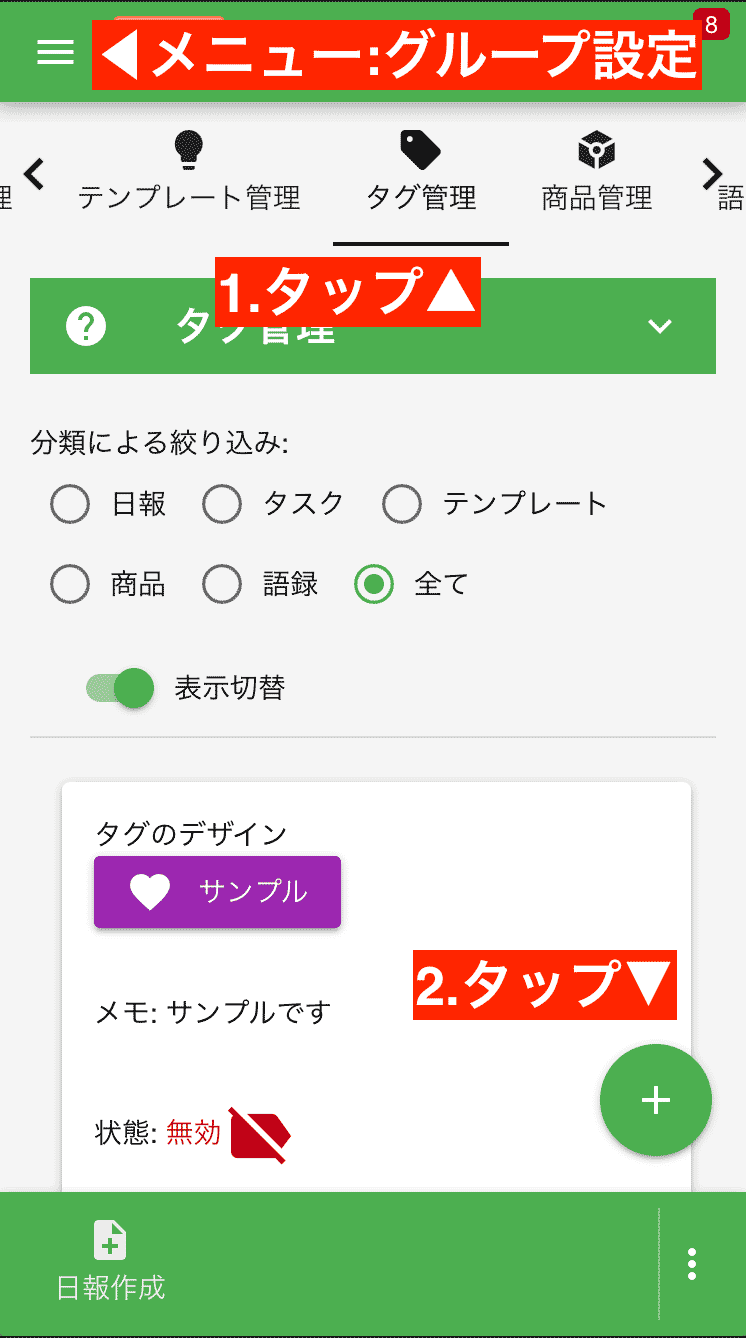 8
◀メニュー:グループ設定
理
テンプレート管理
タグ管理
商品管理
語
1.タップ▲
タグ管理
分類による絞り込み:
日報
タスク
テンプレート
商品
語録
全て
表示切替
タグのデザイン
サンプル
2.タップ▼
メモ: サンプルです
状態: 無効
日報作成